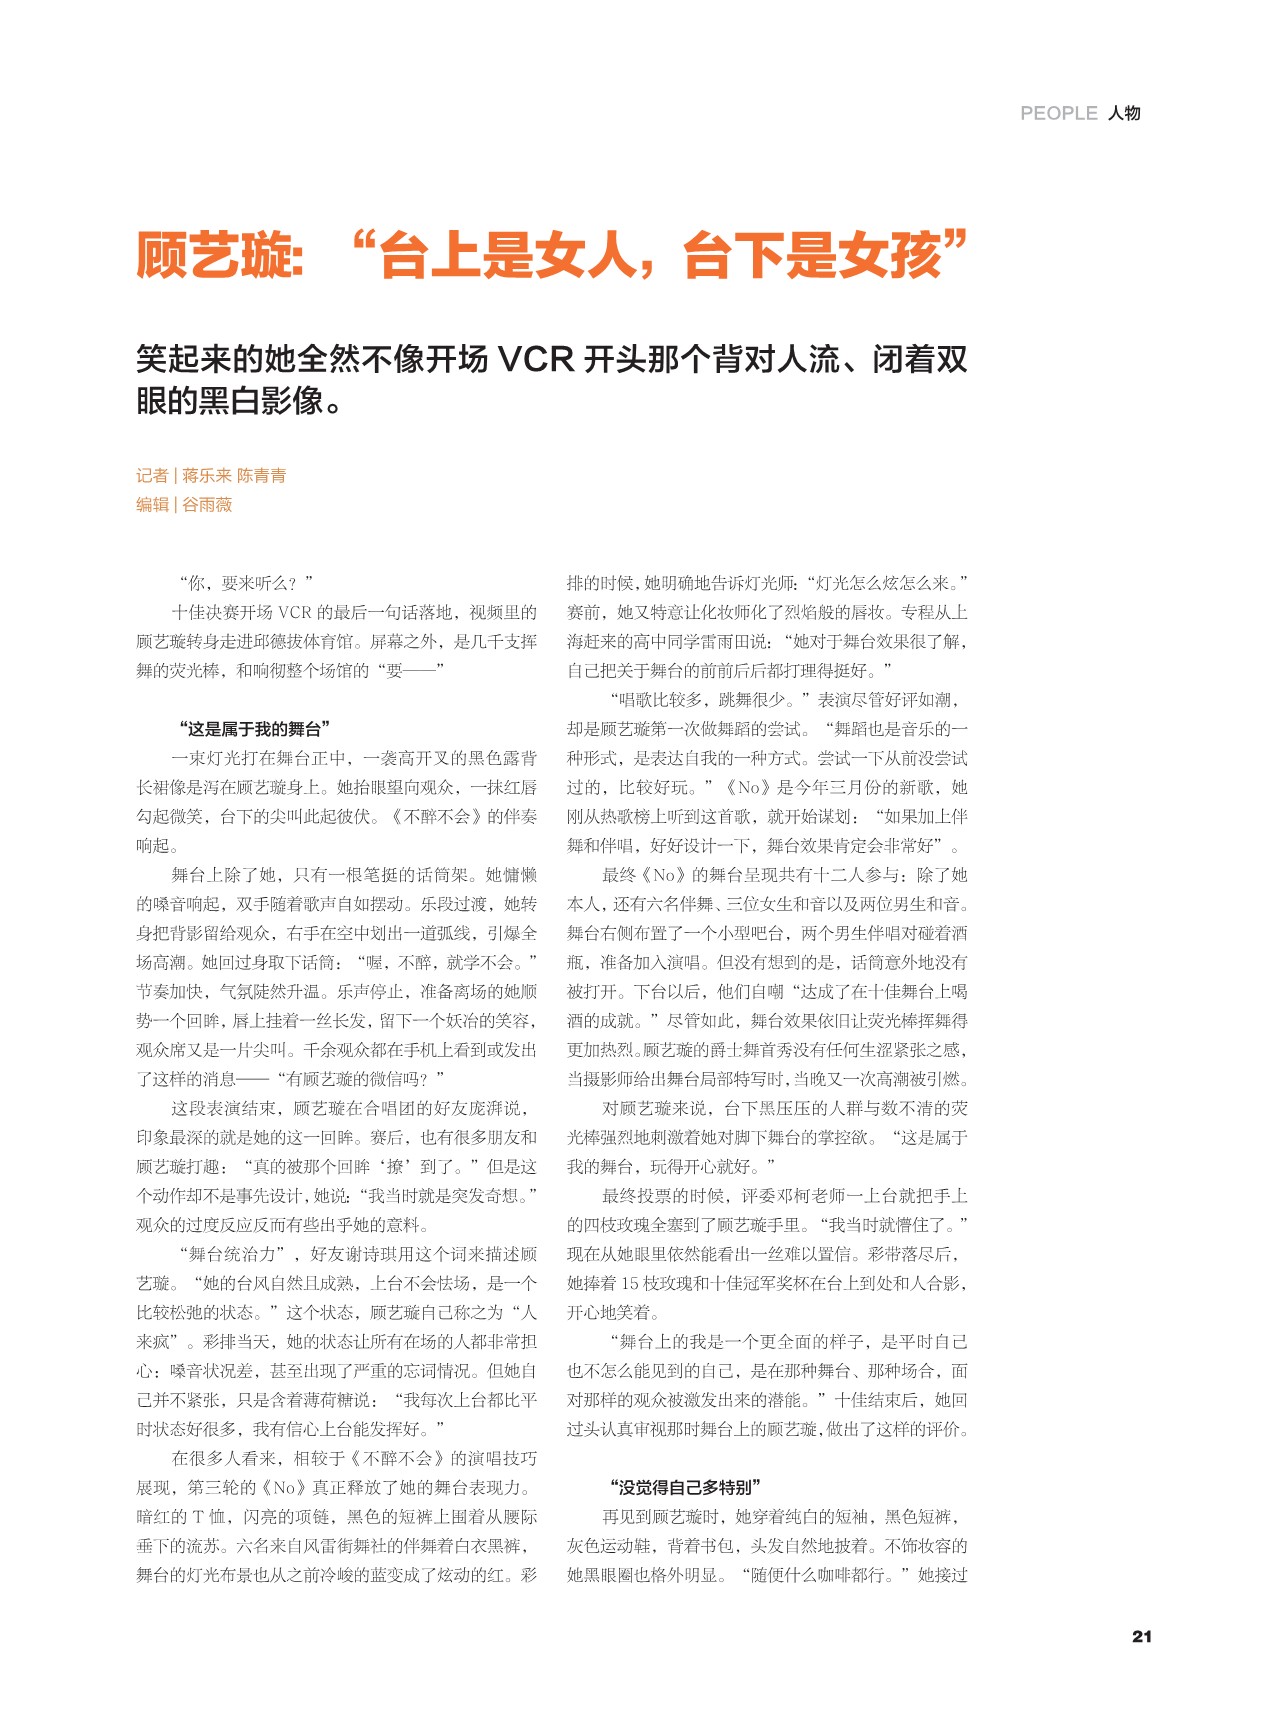 PEOPLE 人物
顾艺璇：“台上是女人，台下是女孩”
笑起来的她全然不像开场 VCR 开头那个背对人流、闭着双
眼的黑白影像。
记者 | 蒋乐来 陈青青
编辑 | 谷雨薇
“你，要来听么？”
十佳决赛开场 VCR 的最后一句话落地，视频里的
顾艺璇转身走进邱德拔体育馆。屏幕之外，是几千支挥
舞的荧光棒，和响彻整个场馆的“要——”
“这是属于我的舞台”
一束灯光打在舞台正中，一袭高开叉的黑色露背
长裙像是泻在顾艺璇身上。她抬眼望向观众，一抹红唇
勾起微笑，台下的尖叫此起彼伏。《不醉不会》的伴奏
响起。
舞台上除了她，只有一根笔挺的话筒架。她慵懒
的嗓音响起，双手随着歌声自如摆动。乐段过渡，她转
身把背影留给观众，右手在空中划出一道弧线，引爆全
场高潮。她回过身取下话筒：“喔，不醉，就学不会。”
节奏加快，气氛陡然升温。乐声停止，准备离场的她顺
势一个回眸，唇上挂着一丝长发，留下一个妖冶的笑容，
观众席又是一片尖叫。千余观众都在手机上看到或发出
了这样的消息——“有顾艺璇的微信吗？”
这段表演结束，顾艺璇在合唱团的好友庞湃说，
印象最深的就是她的这一回眸。赛后，也有很多朋友和
顾艺璇打趣：“真的被那个回眸‘撩’到了。”但是这
个动作却不是事先设计，她说：“我当时就是突发奇想。”
观众的过度反应反而有些出乎她的意料。
“舞台统治力”，好友谢诗琪用这个词来描述顾
艺璇。“她的台风自然且成熟，上台不会怯场，是一个
比较松弛的状态。”这个状态，顾艺璇自己称之为“人
来疯”。彩排当天，她的状态让所有在场的人都非常担
心：嗓音状况差，甚至出现了严重的忘词情况。但她自
己并不紧张，只是含着薄荷糖说：“我每次上台都比平
时状态好很多，我有信心上台能发挥好。”
在很多人看来，相较于《不醉不会》的演唱技巧
展现，第三轮的《No》真正释放了她的舞台表现力。
暗红的 T 恤，闪亮的项链，黑色的短裤上围着从腰际
垂下的流苏。六名来自风雷街舞社的伴舞着白衣黑裤，
舞台的灯光布景也从之前冷峻的蓝变成了炫动的红。彩
排的时候，她明确地告诉灯光师：“灯光怎么炫怎么来。”
赛前，她又特意让化妆师化了烈焰般的唇妆。专程从上
海赶来的高中同学雷雨田说：“她对于舞台效果很了解，
自己把关于舞台的前前后后都打理得挺好。”
“唱歌比较多，跳舞很少。”表演尽管好评如潮，
却是顾艺璇第一次做舞蹈的尝试。“舞蹈也是音乐的一
种形式，是表达自我的一种方式。尝试一下从前没尝试
过的，比较好玩。”《No》是今年三月份的新歌，她
刚从热歌榜上听到这首歌，就开始谋划：“如果加上伴
舞和伴唱，好好设计一下，舞台效果肯定会非常好”。
最终《No》的舞台呈现共有十二人参与：除了她
本人，还有六名伴舞、三位女生和音以及两位男生和音。
舞台右侧布置了一个小型吧台，两个男生伴唱对碰着酒
瓶，准备加入演唱。但没有想到的是，话筒意外地没有
被打开。下台以后，他们自嘲“达成了在十佳舞台上喝
酒的成就。”尽管如此，舞台效果依旧让荧光棒挥舞得
更加热烈。顾艺璇的爵士舞首秀没有任何生涩紧张之感，
当摄影师给出舞台局部特写时，当晚又一次高潮被引燃。
对顾艺璇来说，台下黑压压的人群与数不清的荧
光棒强烈地刺激着她对脚下舞台的掌控欲。“这是属于
我的舞台，玩得开心就好。”
最终投票的时候，评委邓柯老师一上台就把手上
的四枝玫瑰全塞到了顾艺璇手里。“我当时就懵住了。”
现在从她眼里依然能看出一丝难以置信。彩带落尽后，
她捧着 15 枝玫瑰和十佳冠军奖杯在台上到处和人合影，
开心地笑着。
“舞台上的我是一个更全面的样子，是平时自己
也不怎么能见到的自己，是在那种舞台、那种场合，面
对那样的观众被激发出来的潜能。”十佳结束后，她回
过头认真审视那时舞台上的顾艺璇，做出了这样的评价。
“没觉得自己多特别”
再见到顾艺璇时，她穿着纯白的短袖，黑色短裤，
灰色运动鞋，背着书包，头发自然地披着。不饰妆容的
她黑眼圈也格外明显。“随便什么咖啡都行。”她接过
21